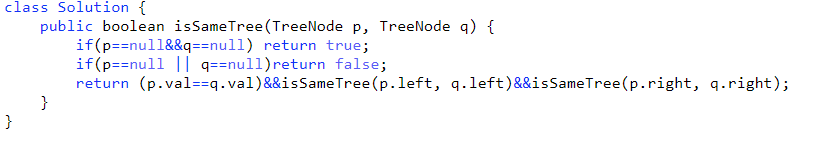 class Solution {
    public boolean isSameTree(TreeNode p, TreeNode q) {
        if(p==null&&q==null) return true;
        if(p==null || q==null)return false;
        return (p.val==q.val)&&isSameTree(p.left, q.left)&&isSameTree(p.right, q.right);
    }
}